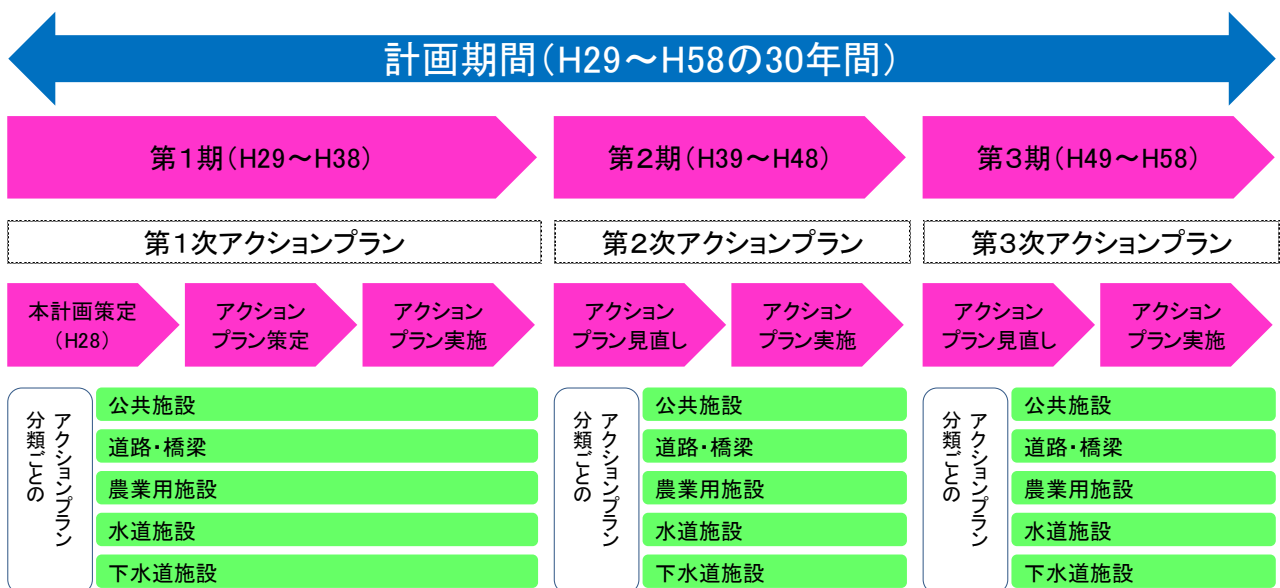 計画期間(H29～H58の30年間)
第1期(H29～H38)
第2期(H39～H48)
第3期(H49～H58)
第1次アクションプラン
第2次アクションプラン
第3次アクションプラン
本計画策定
(H28)
アクション
プラン策定
アクション
プラン実施
アクション
プラン見直し
アクション
プラン実施
アクション
プラン見直し
アクション
プラン実施
分類ごとの
アクションプラン
公共施設
道路・橋梁
農業用施設
水道施設
下水道施設
分類ごとの
アクションプラン
公共施設
道路・橋梁
農業用施設
水道施設
下水道施設
分類ごとの
アクションプラン
公共施設
道路・橋梁
農業用施設
水道施設
下水道施設